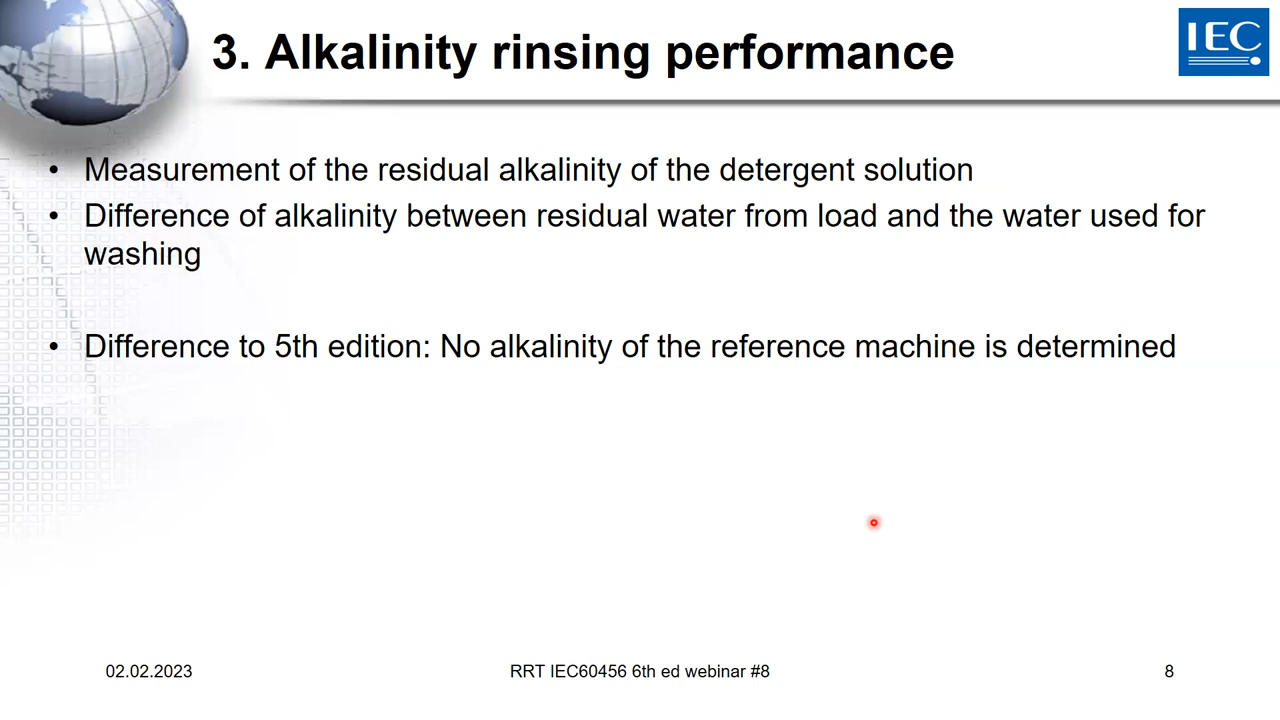 3. Alkalinity rinsing performance
IEC
• Measurement of the residual alkalinity of the detergent solution
• Difference of alkalinity between residual water from load and the water used for
washing
• Difference to 5th edition: No alkalinity of the reference machine is determined
02.02.2023
RRT IEC60456 6th ed webinar #8
8